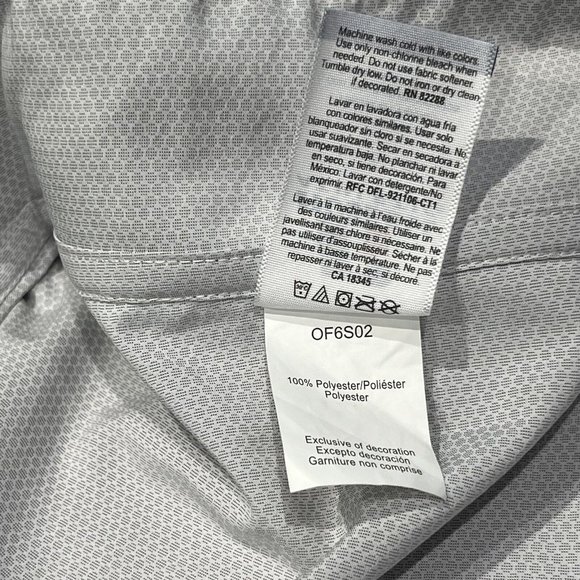 Machine wash cold with like colors.
Use only non-chlorine bleach when
needed. Do not use fabric softener.
Tumble dry low. Do not iron or dry clean
if decorated. RN 82288
Lavar en lavadora con agua fria
con colores similares. Usar solo
blanqueador sin cloro si se necesita. No
usar suavizante. Secar en secadora a
temperatura baja. No planchar ni lavar
en seco, si tiene decoración. Para
México: Lavar con detergente/No
exprimir. RFC DFL-921106-CT1
Laver à la machine à l'eau froide avec
des couleurs similaires. Utiliser un
javellisant sans chlore si nécessaire. Ne
pas utiliser d'assouplisseur. Sécher à la
machine à basse température. Ne pas
repasser ni laver à sec, si décoré.
CA 18345
OF6S02
100% Polyester/Poliéster
Polyester
Exclusive of decoration
Excepto decoración
Garniture non comprise